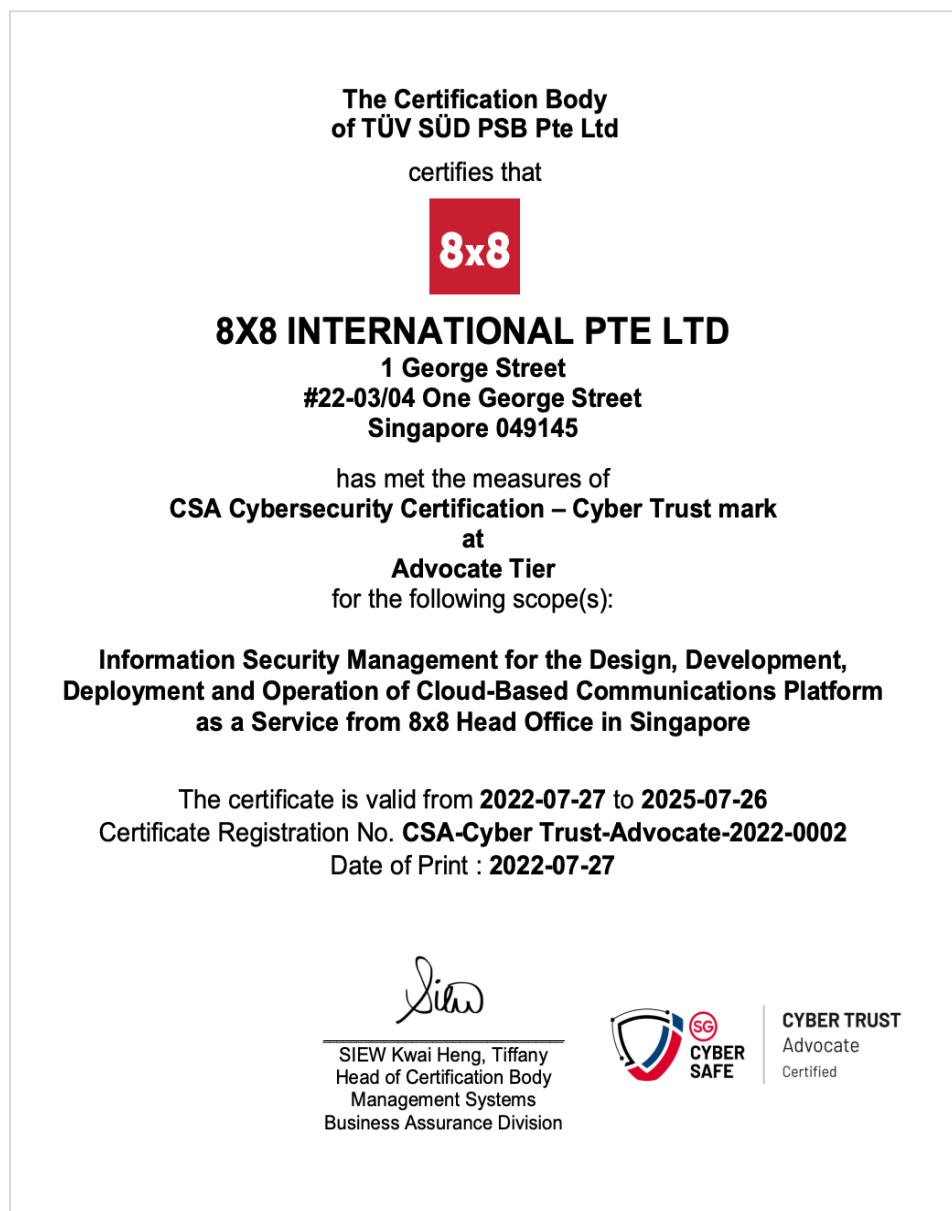 The Certification Body
of TÜV SÜD PSB Pte Ltd
certifies that
8x8
8X8 INTERNATIONAL PTE LTD
1 George Street
#22-03/04 One George Street
Singapore 049145
has met the measures of
CSA Cybersecurity Certification – Cyber Trust mark
at
Advocate Tier
for the following scope(s):
Information Security Management for the Design, Development,
Deployment and Operation of Cloud-Based Communications Platform
as a Service from 8x8 Head Office in Singapore
The certificate is valid from 2022-07-27 to 2025-07-26
Certificate Registration No. CSA-Cyber Trust-Advocate-2022-0002
Date of Print : 2022-07-27
Siew
SIEW Kwai Heng, Tiffany
Head of Certification Body
Management Systems
Business Assurance Division
SG
CYBER
SAFE
CYBER TRUST
Advocate
Certified